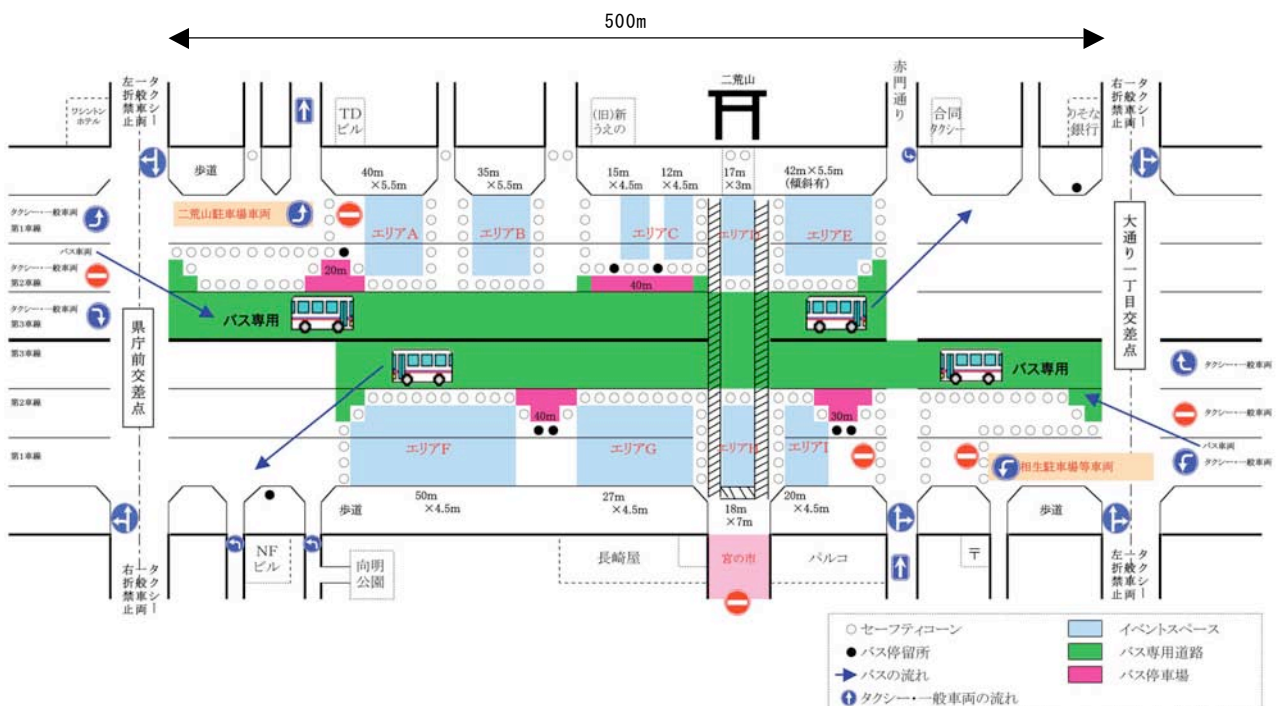 500m
タクシー
一般車両
左折禁止
ワシントン
ホテル
TD
ビル
(旧)新
うえの
二荒山
赤門通り
合同
タクシー
りそな
銀行
タクシー
一般車両
右折禁止
歩道
40m
×5.5m
35m
×5.5m
15m
×4.5m
12m
×4.5m
17m
×3m
42m×5.5m
(傾斜有)
タクシー・一般車両
第1車線
二荒山駐車場車両
エリアA
エリアB
エリアC
エリアD
エリアE
バス車両
タクシー・一般車両
第2車線
20m
40m
タクシー・一般車両
第3車線
バス専用
県庁前交差点
大通り一丁目交差点
第3車線
バス専用
タクシー・一般車両
第2車線
40m
30m
タクシー・一般車両
第1車線
エリアF
エリアG
エリアH
エリアI
バス車両
タクシー・一般車両
相生駐車場等車両
歩道
50m
×4.5m
27m
×4.5m
18m
×7m
20m
×4.5m
歩道
タクシー
一般車両
右折禁止
NF
ビル
向明
公園
長崎屋
宮の市
パルコ
〒
タクシー
一般車両
左折禁止
セーフティコーン
イベントスペース
バス停留所
バス専用道路
バスの流れ
バス停車場
タクシー・一般車両の流れ